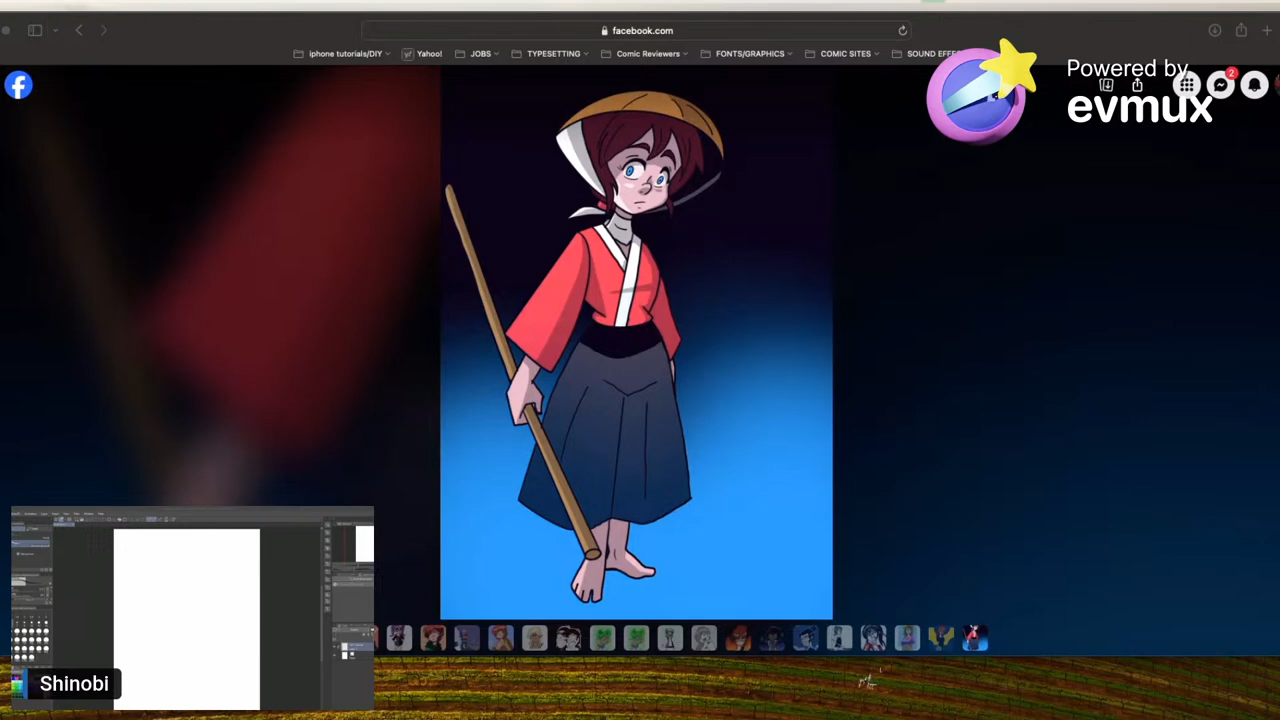 facebook.com
iphone tutorials/DIY
Yahoo!
JOBS
TYPESETTING
Comic Reviewers
FONTS/GRAPHICS
COMIC SITES
SOUND EFFE
Powered by
evmux
2
Shinobi